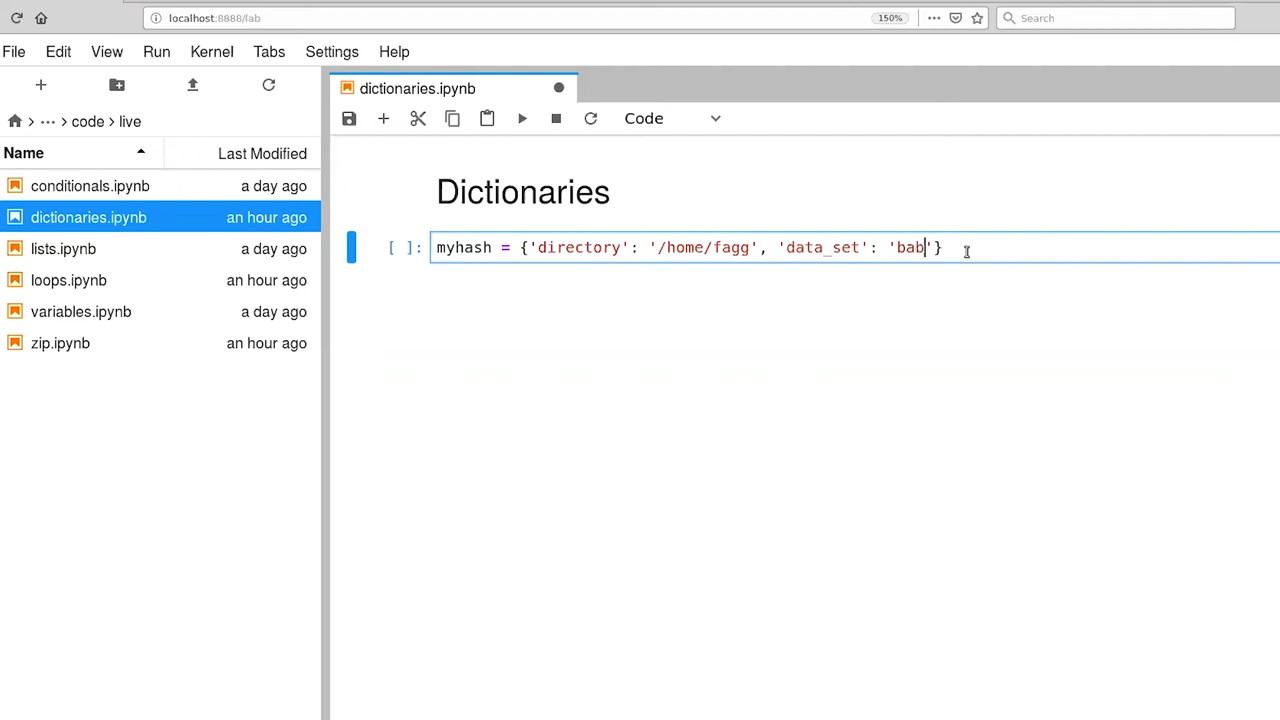 localhost:8888/lab
150%
Search
File Edit View Run Kernel Tabs Settings Help
dictionaries.ipynb
code live
Code
Name Last Modified
conditionals.ipynb a day ago
dictionaries.ipynb an hour ago
lists.ipynb a day ago
loops.ipynb an hour ago
variables.ipynb a day ago
zip.ipynb an hour ago
Dictionaries
[ ]: myhash = {'directory': '/home/fagg', 'data_set': 'bab'}